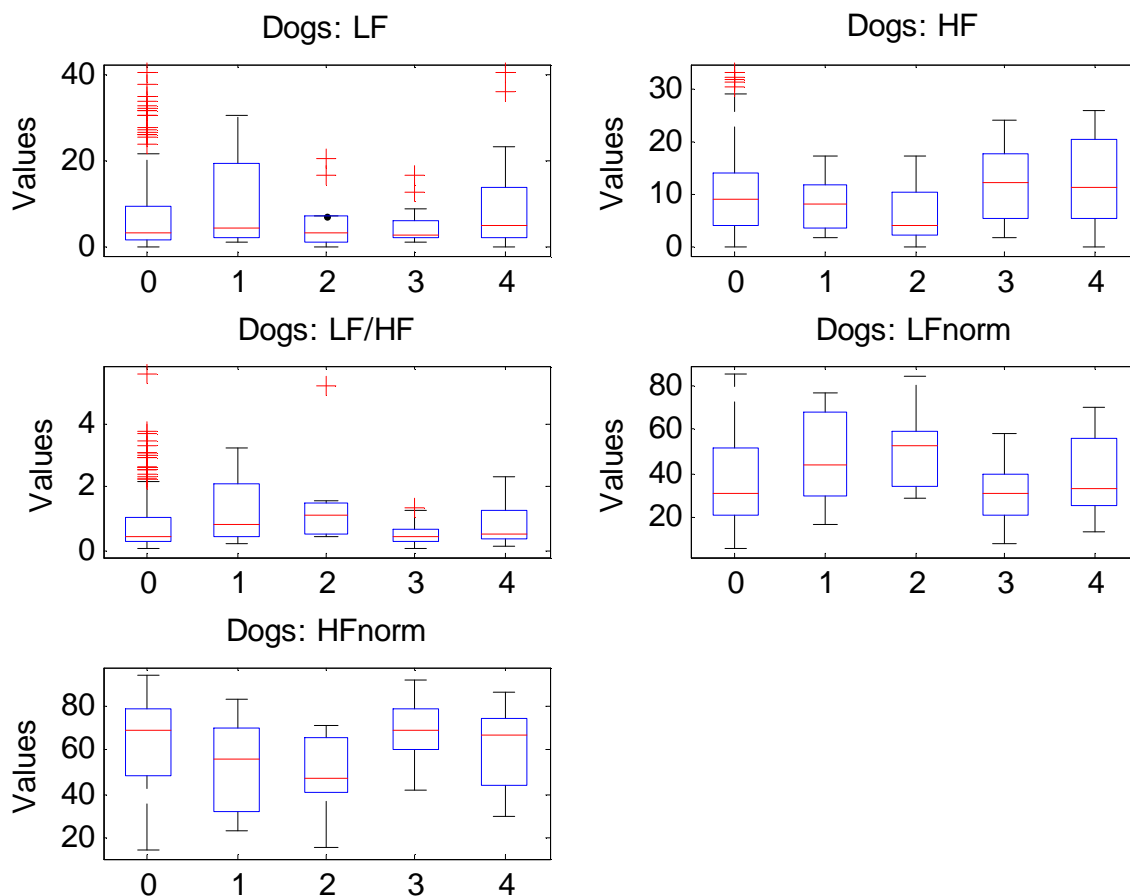 Dogs: LF
Values
40
20
0
0 1 2 3 4
Dogs: HF
Values
30
20
10
0
0 1 2 3 4
Dogs: LF/HF
Values
4
2
0
0 1 2 3 4
Dogs: LFnorm
Values
80
60
40
20
0 1 2 3 4
Dogs: HFnorm
Values
80
60
40
20
0 1 2 3 4